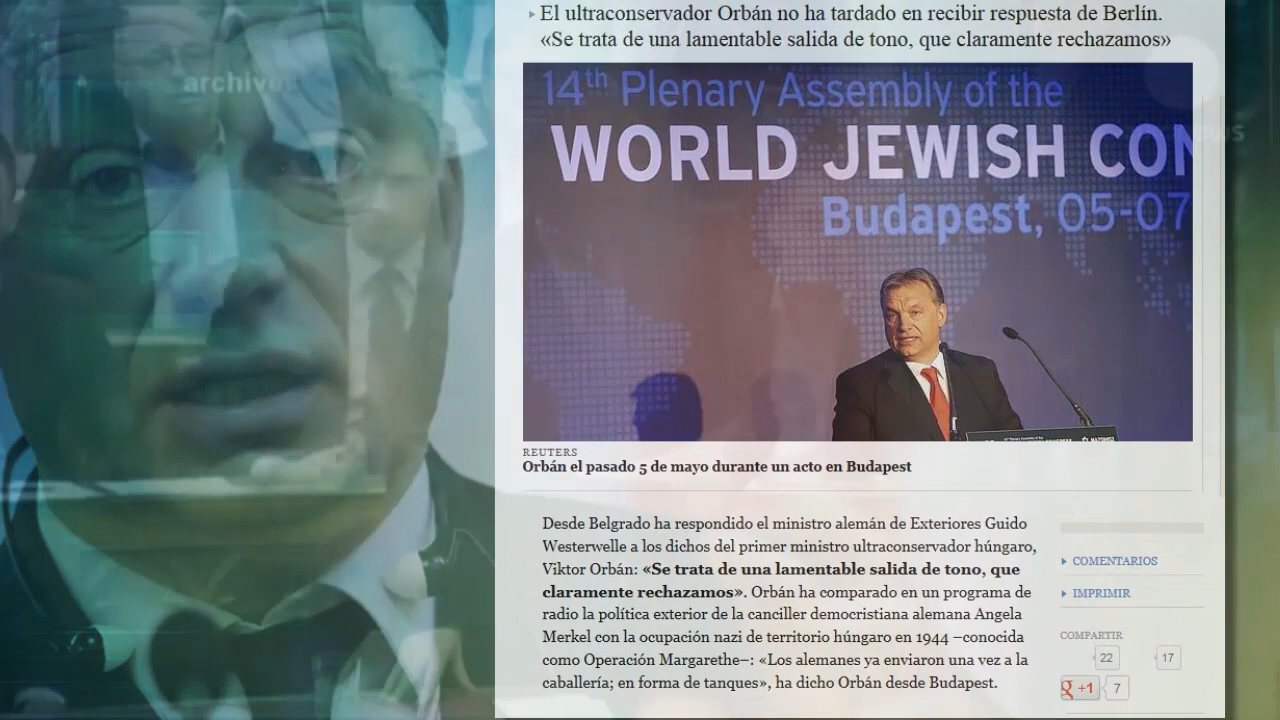 El ultraconservador Orbán no ha tardado en recibir respuesta de Berlín.
«Se trata de una lamentable salida de tono, que claramente rechazamos»
archivo
14th Plenary Assembly of the
WORLD JEWISH CON
Budapest, 05-07
REUTERS
Orbán el pasado 5 de mayo durante un acto en Budapest
Desde Belgrado ha respondido el ministro alemán de Exteriores Guido
Westerwelle a los dichos del primer ministro ultraconservador húngaro,
Viktor Orbán: «Se trata de una lamentable salida de tono, que
claramente rechazamos». Orbán ha comparado en un programa de
radio la política exterior de la canciller democristiana alemana Angela
Merkel con la ocupación nazi de territorio húngaro en 1944 –conocida
como Operación Margarethe–: «Los alemanes ya enviaron una vez a la
caballería; en forma de tanques», ha dicho Orbán desde Budapest.
COMENTARIOS
IMPRIMIR
COMPARTIR
22 17
g +1 7